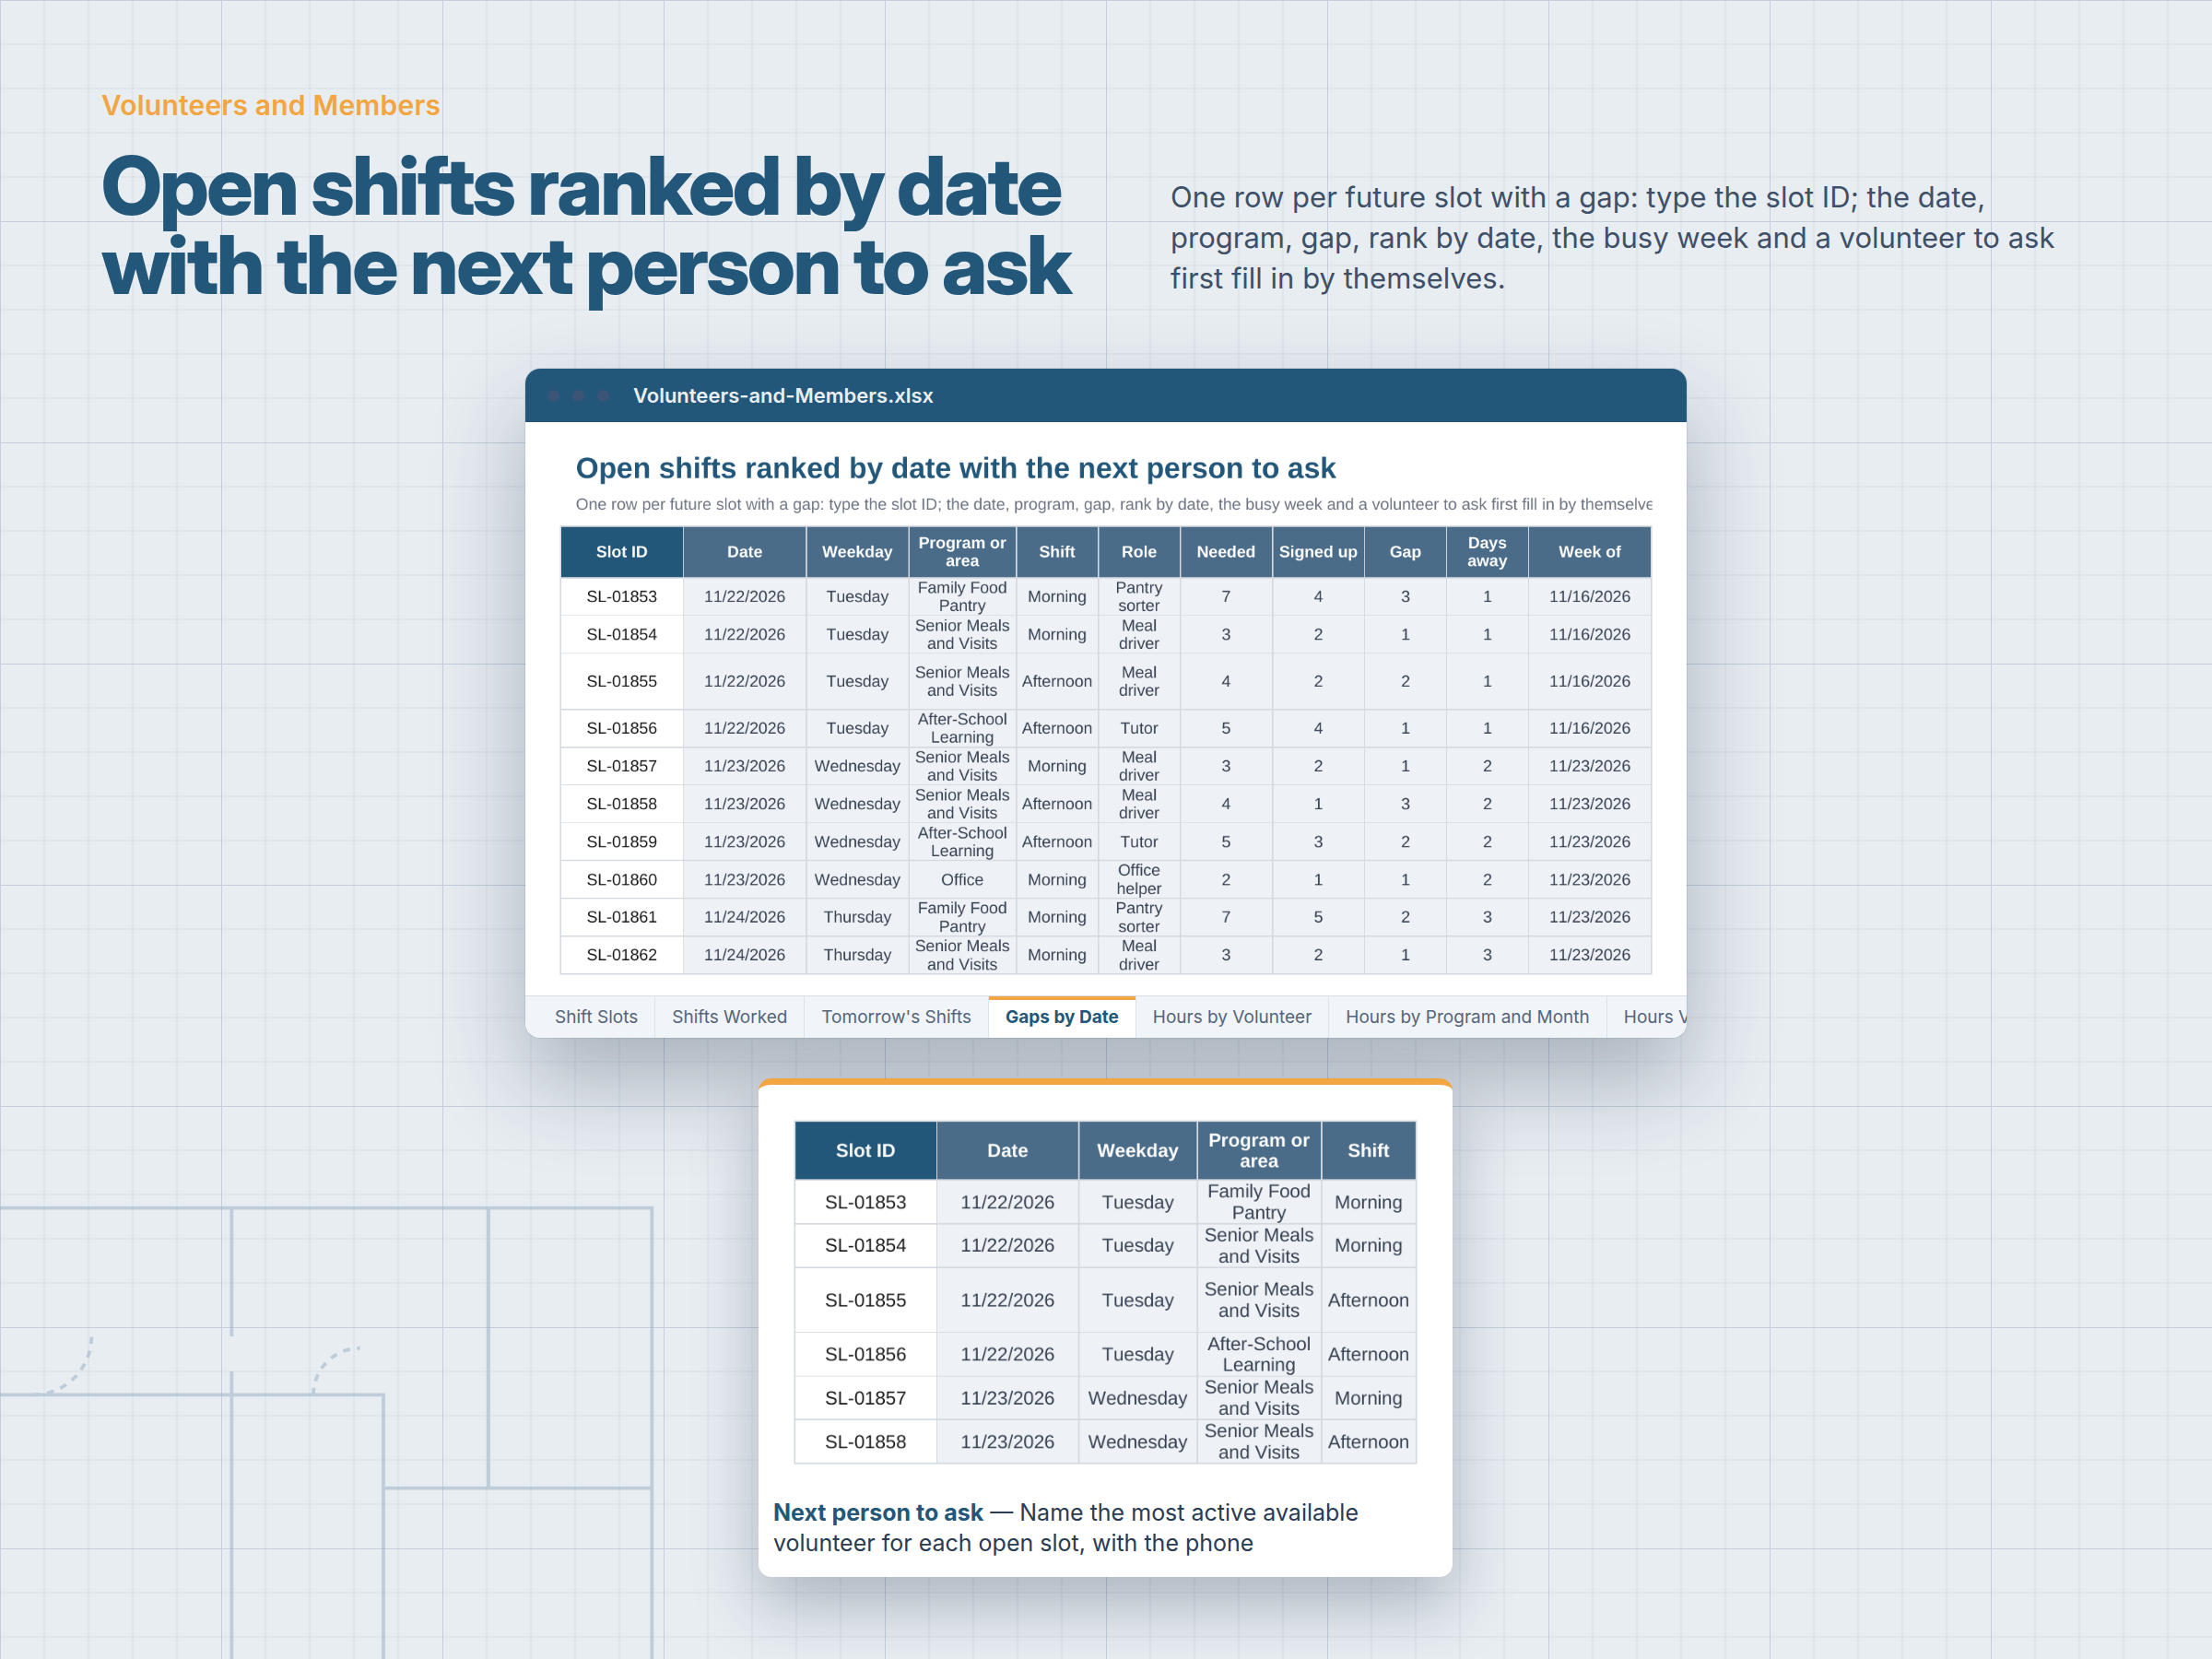 Volunteers and Members
Open shifts ranked by date
with the next person to ask
One row per future slot with a gap: type the slot ID; the date,
program, gap, rank by date, the busy week and a volunteer to ask
first fill in by themselves.
Volunteers-and-Members.xlsx
Open shifts ranked by date with the next person to ask
One row per future slot with a gap: type the slot ID; the date, program, gap, rank by date, the busy week and a volunteer to ask first fill in by themselve
Slot ID Date Weekday Program or area Shift Role Needed Signed up Gap Days away Week of
SL-01853 11/22/2026 Tuesday Family Food Pantry Morning Pantry sorter 7 4 3 1 11/16/2026
SL-01854 11/22/2026 Tuesday Senior Meals and Visits Morning Meal driver 3 2 1 1 11/16/2026
SL-01855 11/22/2026 Tuesday Senior Meals and Visits Afternoon Meal driver 4 2 2 1 11/16/2026
SL-01856 11/22/2026 Tuesday After-School Learning Afternoon Tutor 5 4 1 1 11/16/2026
SL-01857 11/23/2026 Wednesday Senior Meals and Visits Morning Meal driver 3 2 1 2 11/23/2026
SL-01858 11/23/2026 Wednesday Senior Meals and Visits Afternoon Meal driver 4 1 3 2 11/23/2026
SL-01859 11/23/2026 Wednesday After-School Learning Afternoon Tutor 5 3 2 2 11/23/2026
SL-01860 11/23/2026 Wednesday Office Morning Office helper 2 1 1 2 11/23/2026
SL-01861 11/24/2026 Thursday Family Food Pantry Morning Pantry sorter 7 5 2 3 11/23/2026
SL-01862 11/24/2026 Thursday Senior Meals and Visits Morning Meal driver 3 2 1 3 11/23/2026
Shift Slots Shifts Worked Tomorrow's Shifts Gaps by Date Hours by Volunteer Hours by Program and Month Hours V
Slot ID Date Weekday Program or area Shift
SL-01853 11/22/2026 Tuesday Family Food Pantry Morning
SL-01854 11/22/2026 Tuesday Senior Meals and Visits Morning
SL-01855 11/22/2026 Tuesday Senior Meals and Visits Afternoon
SL-01856 11/22/2026 Tuesday After-School Learning Afternoon
SL-01857 11/23/2026 Wednesday Senior Meals and Visits Morning
SL-01858 11/23/2026 Wednesday Senior Meals and Visits Afternoon
Next person to ask — Name the most active available
volunteer for each open slot, with the phone